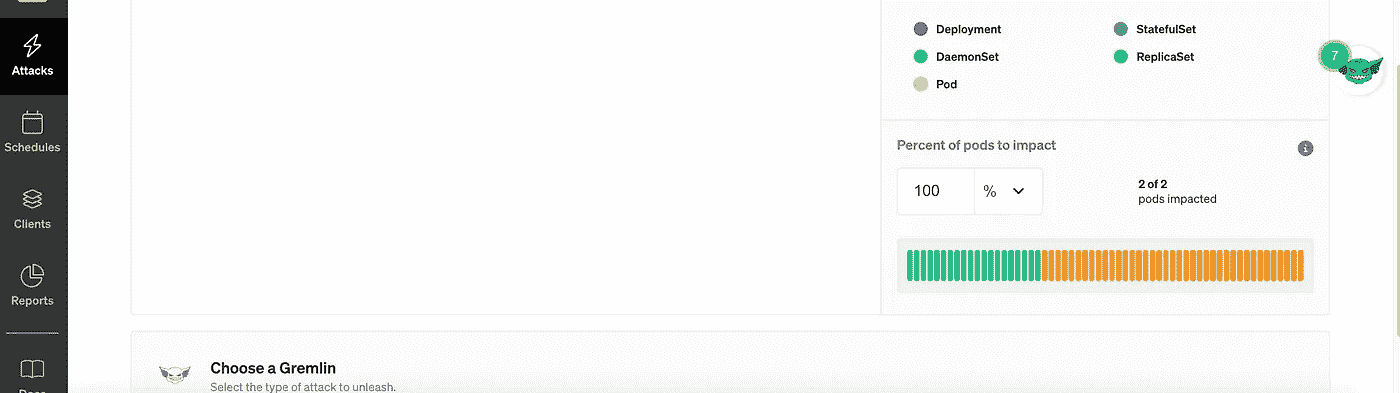 Attacks
Schedules
Clients
Reports
Deployment
StatefulSet
DaemonSet
ReplicaSet
Pod
7
Percent of pods to impact
i
100
%
2 of 2
pods impacted
Choose a Gremlin
Select the type of attack to unleash.